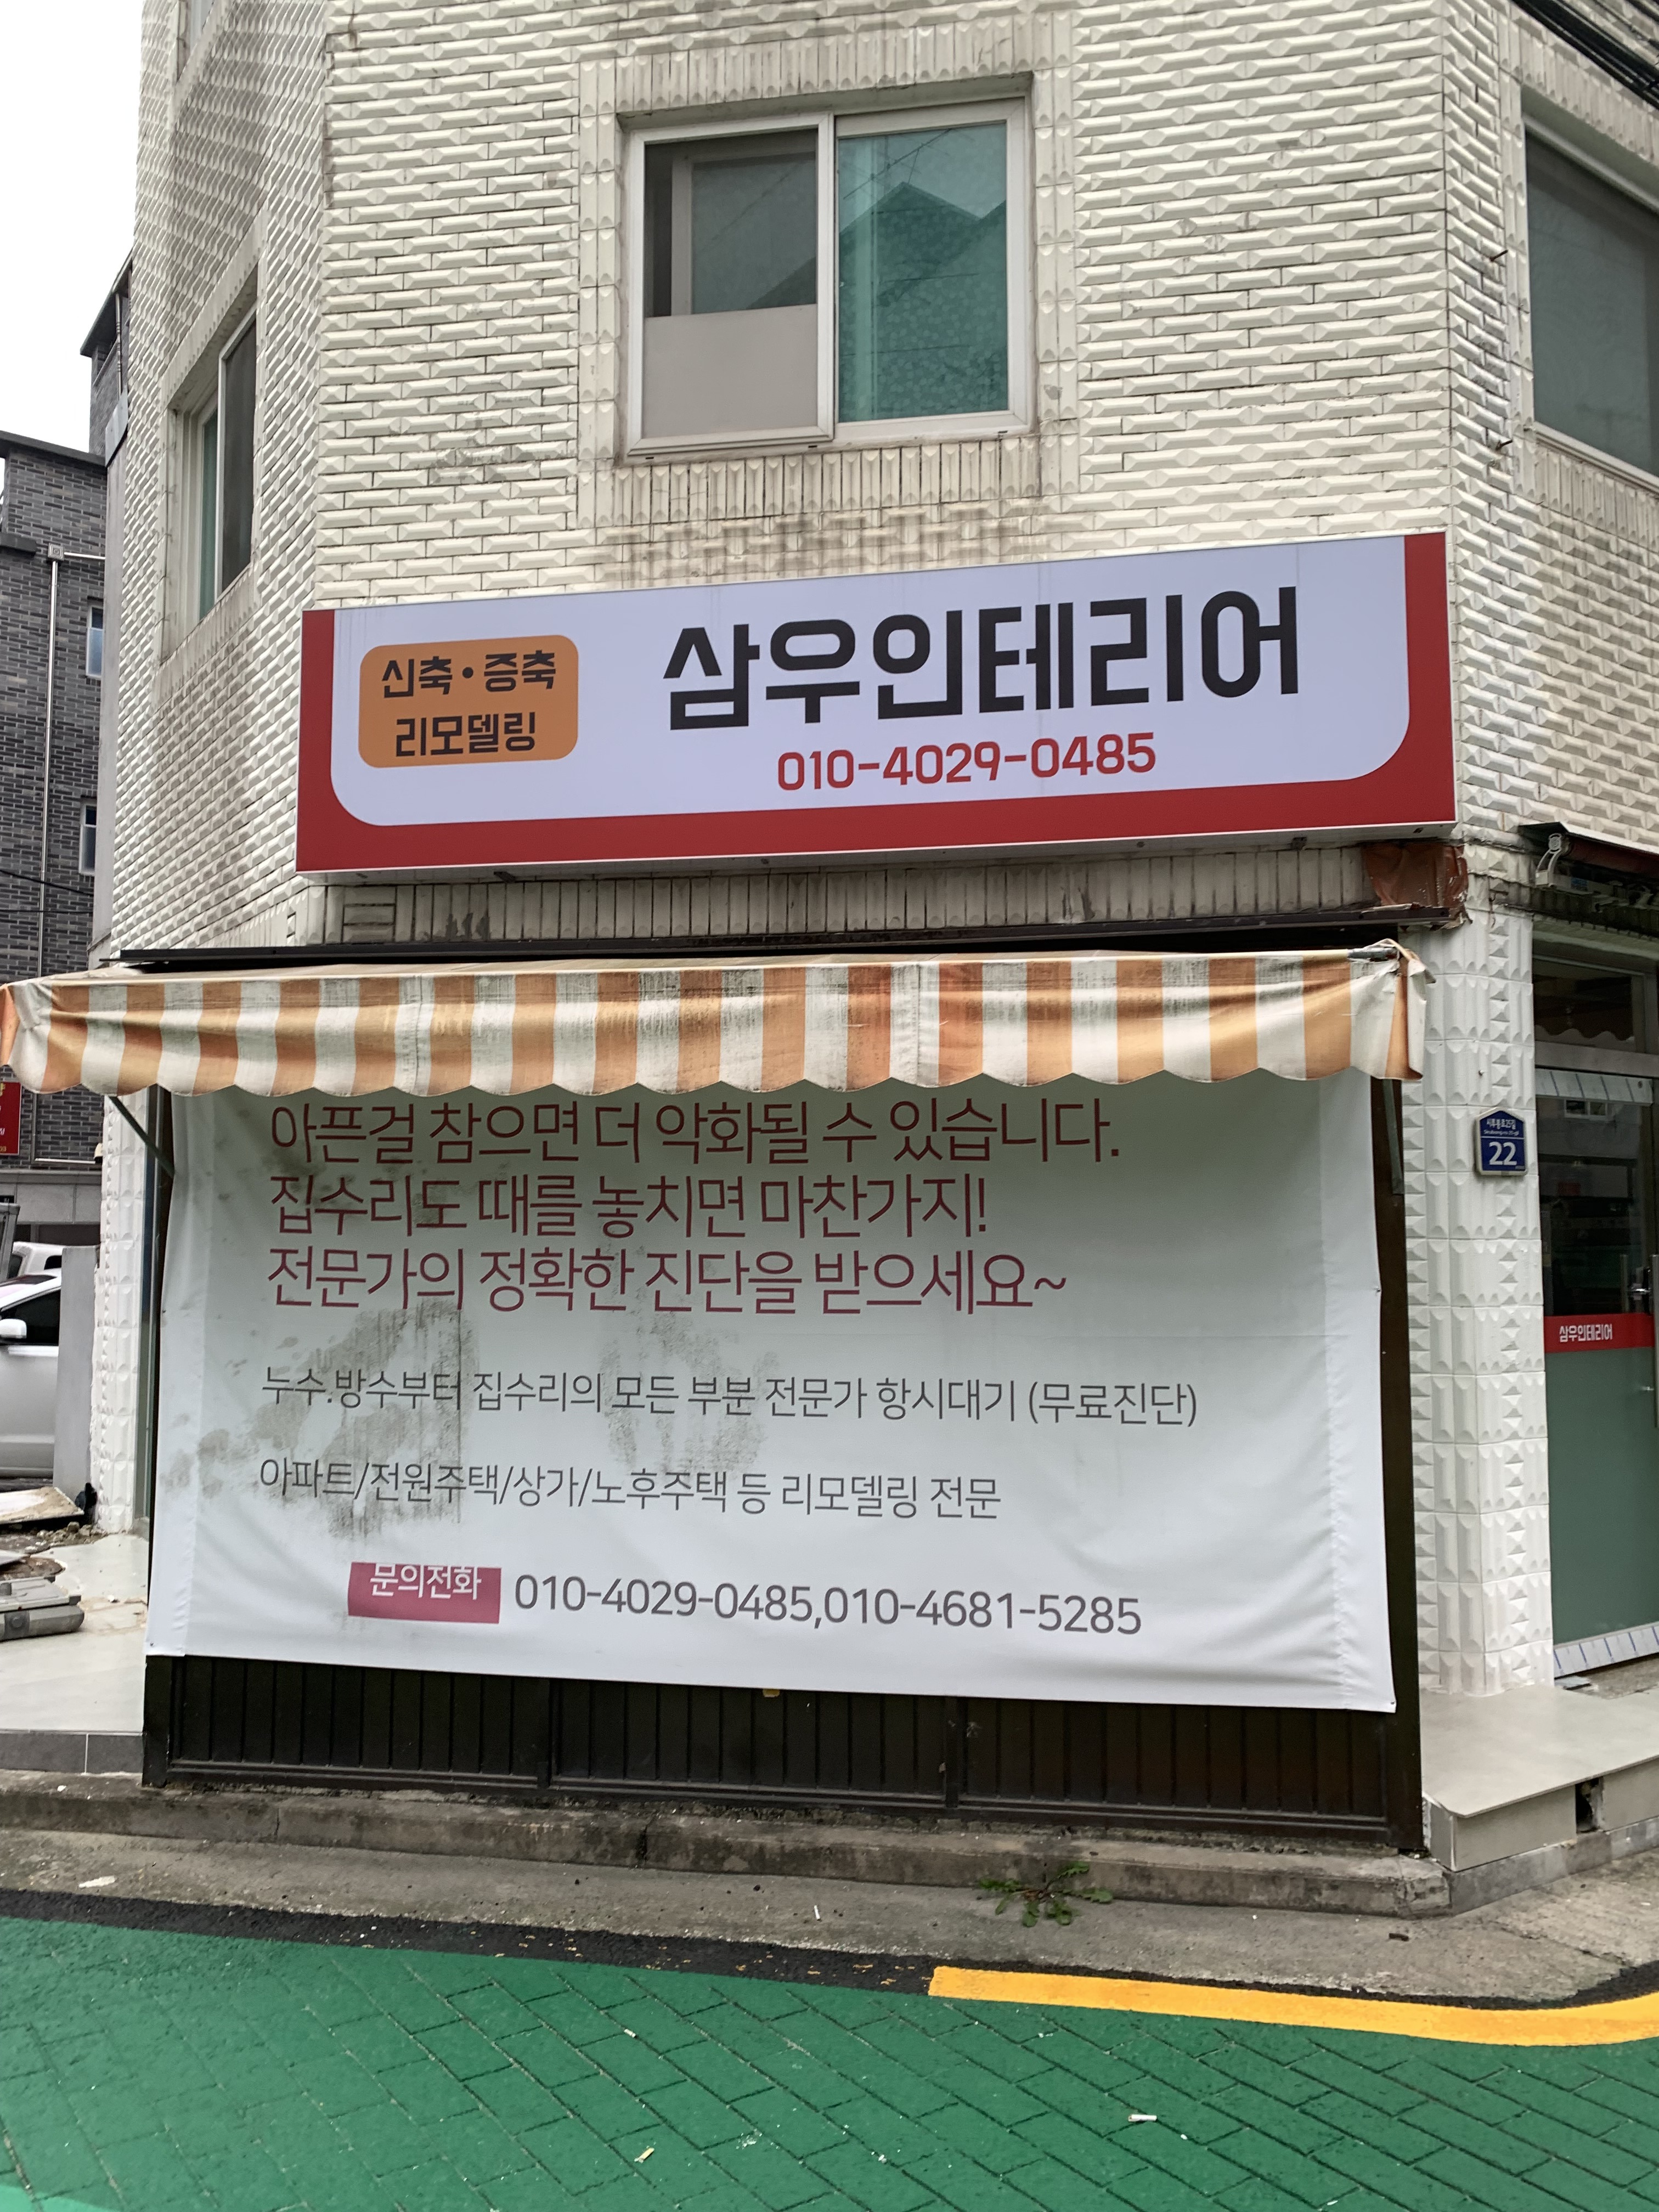 신축·증축
리모델링
삼우인테리어
010-4029-0485
아픈걸 참으면 더 악화될 수 있습니다.
집수리도 때를 놓치면 마찬가지!
전문가의 정확한 진단을 받으세요~
누수.방수부터 집수리의 모든 부분 전문가 항시대기 (무료진단)
아파트/전원주택/상가/노후주택 등 리모델링 전문
문의전화 010-4029-0485,010-4681-5285
22
삼우인테리어